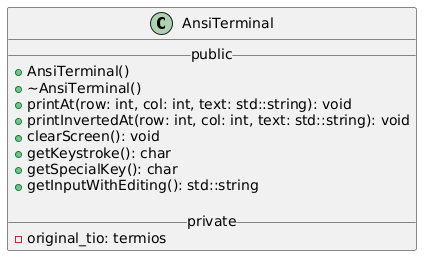 C AnsiTerminal
public
AnsiTerminal()
~AnsiTerminal()
printAt(row: int, col: int, text: std::string): void
printInvertedAt(row: int, col: int, text: std::string): void
clearScreen(): void
getKeystroke(): char
getSpecialKey(): char
getInputWithEditing(): std::string
private
original_tio: termios